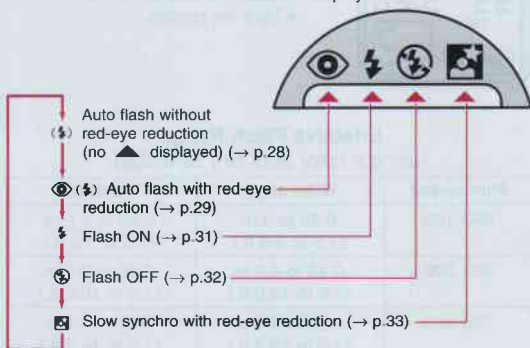 Auto flash without
red-eye reduction
(no ▲ displayed) (→ p.28)
Auto flash with red-eye
reduction (→ p.29)
Flash ON (→ p.31)
Flash OFF (→ p.32)
Slow synchro with red-eye reduction (→ p.33)